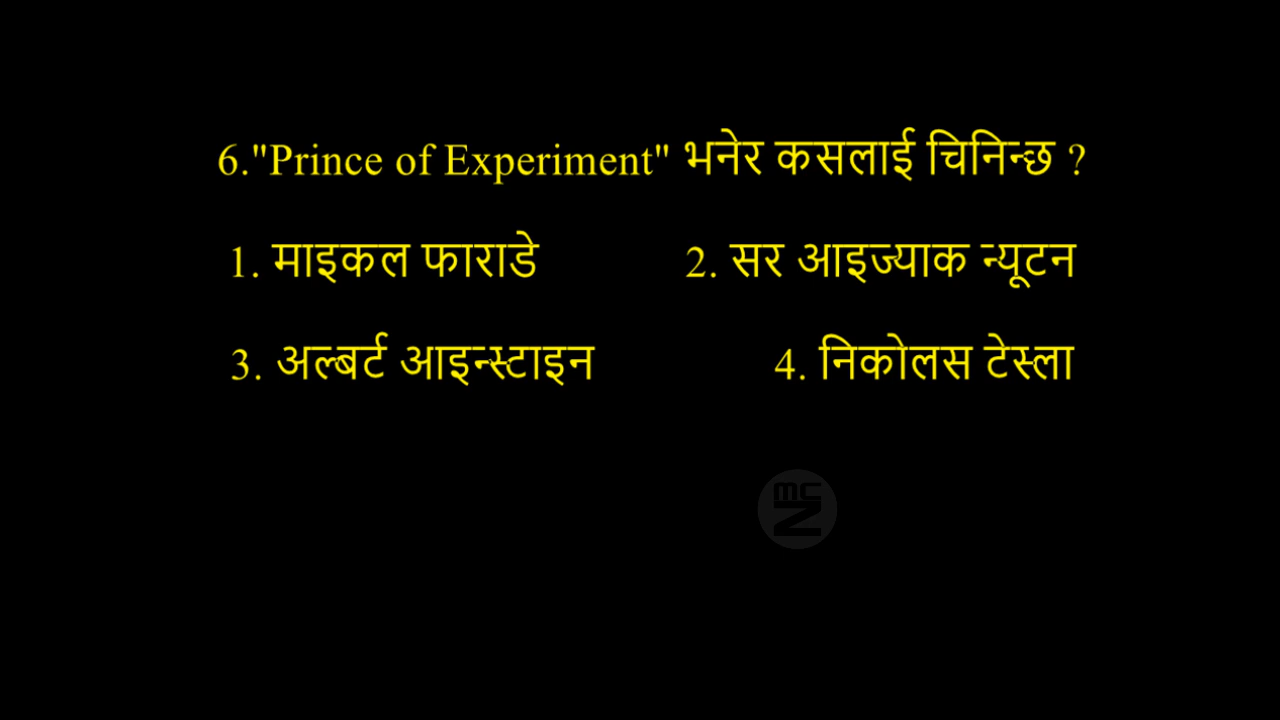 6."Prince of Experiment" भनेर कसलाई चिनिन्छ ?
1. माइकल फाराडे 2. सर आइज्याक न्यूटन
3. अल्बर्ट आइन्स्टाइन 4. निकोलस टेस्ला